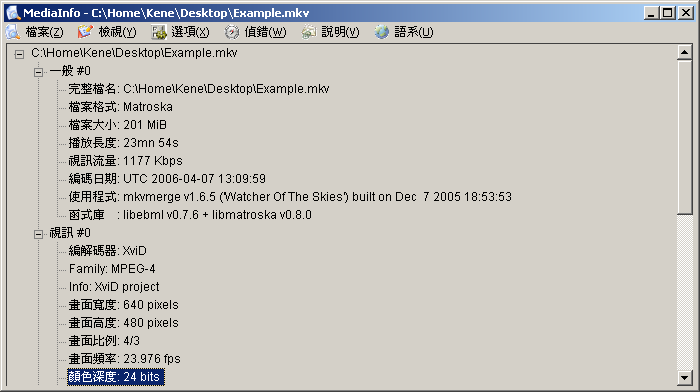 MediaInfo - C:\Home\Kene\Desktop\Example.mkv
檔案(Z) 檢視(Y) 選項(X) 偵錯(W) 說明(V) 語系(U)
C:\Home\Kene\Desktop\Example.mkv
一般 #0
完整檔名: C:\Home\Kene\Desktop\Example.mkv
檔案格式: Matroska
檔案大小: 201 MiB
播放長度: 23mn 54s
視訊流量: 1177 Kbps
編碼日期: UTC 2006-04-07 13:09:59
使用程式: mkvmerge v1.6.5 ('Watcher Of The Skies') built on Dec  7 2005 18:53:53
函式庫  : libebml v0.7.6 + libmatroska v0.8.0
視訊 #0
編解碼器: XviD
Family: MPEG-4
Info: XviD project
畫面寬度: 640 pixels
畫面高度: 480 pixels
畫面比例: 4/3
畫面頻率: 23.976 fps
顏色深度: 24 bits